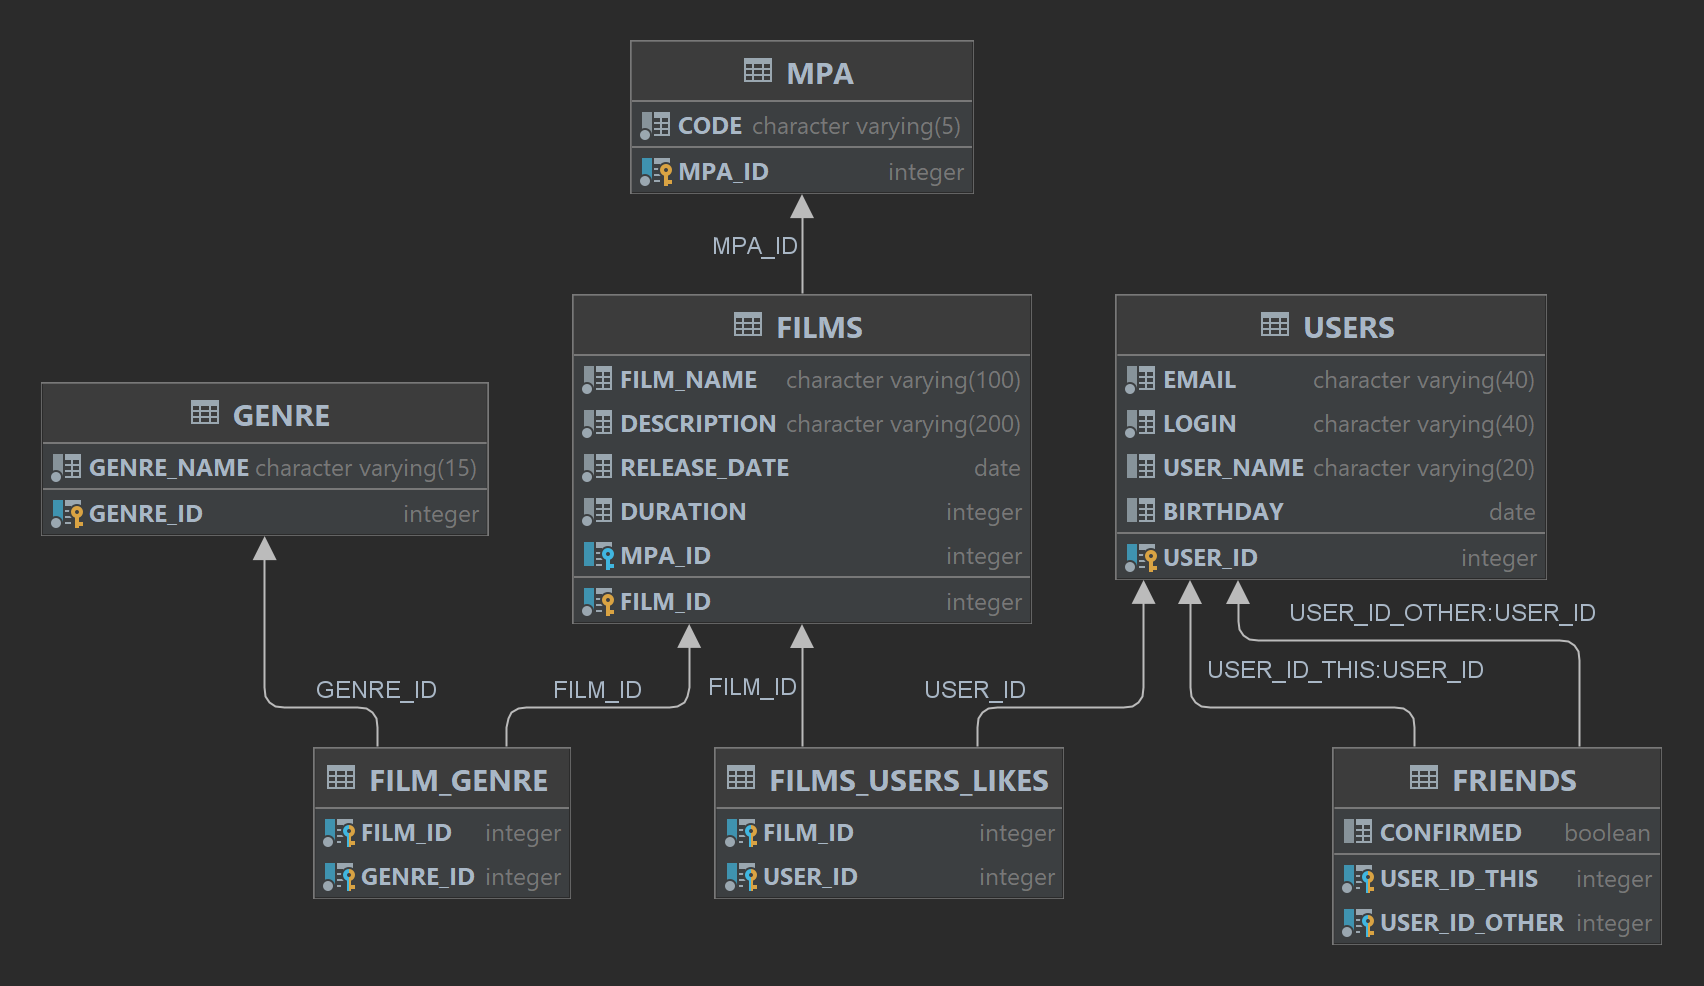 MPA
CODE character varying(5)
MPA_ID integer
MPA_ID
FILMS
FILM_NAME character varying(100)
DESCRIPTION character varying(200)
RELEASE_DATE date
DURATION integer
MPA_ID integer
FILM_ID integer
USERS
EMAIL character varying(40)
LOGIN character varying(40)
USER_NAME character varying(20)
BIRTHDAY date
USER_ID integer
GENRE
GENRE_NAME character varying(15)
GENRE_ID integer
USER_ID_OTHER:USER_ID
USER_ID_THIS:USER_ID
GENRE_ID
FILM_ID
FILM_ID
USER_ID
FILM_GENRE
FILM_ID integer
GENRE_ID integer
FILMS_USERS_LIKES
FILM_ID integer
USER_ID integer
FRIENDS
CONFIRMED boolean
USER_ID_THIS integer
USER_ID_OTHER integer